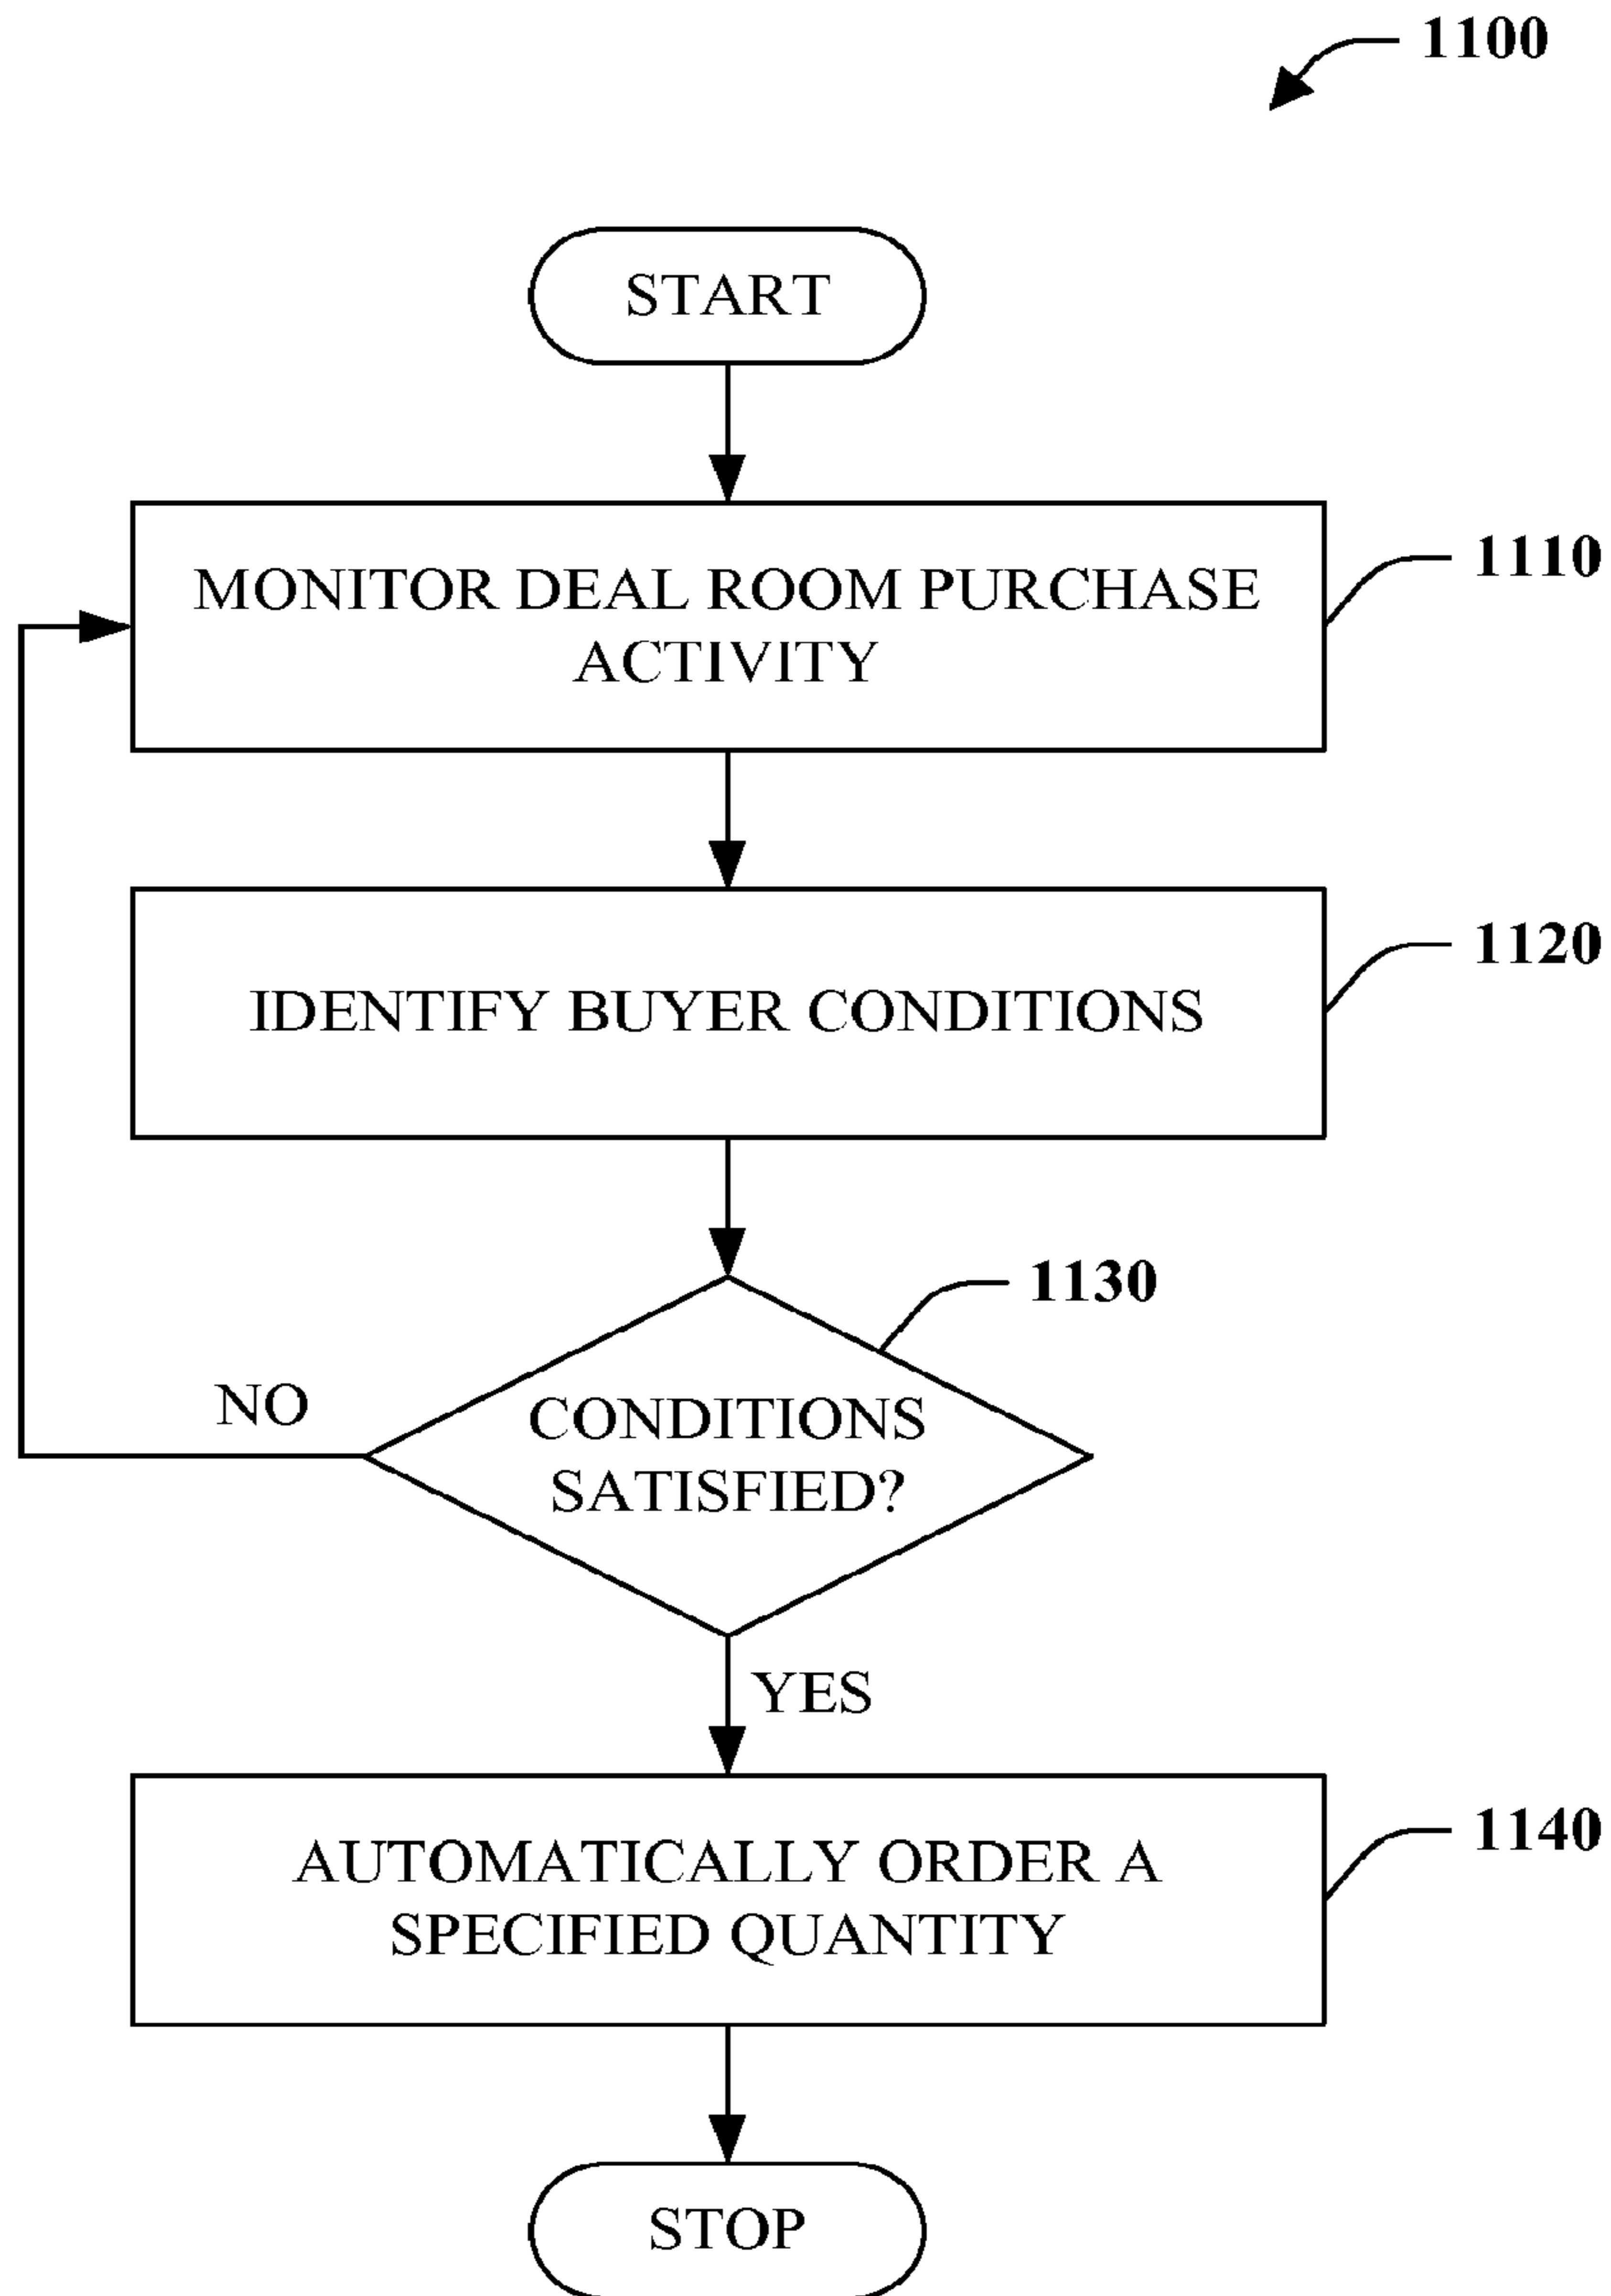 1100
START
MONITOR DEAL ROOM PURCHASE
ACTIVITY
1110
IDENTIFY BUYER CONDITIONS
1120
1130
CONDITIONS
SATISFIED?
NO
YES
AUTOMATICALLY ORDER A
SPECIFIED QUANTITY
1140
STOP